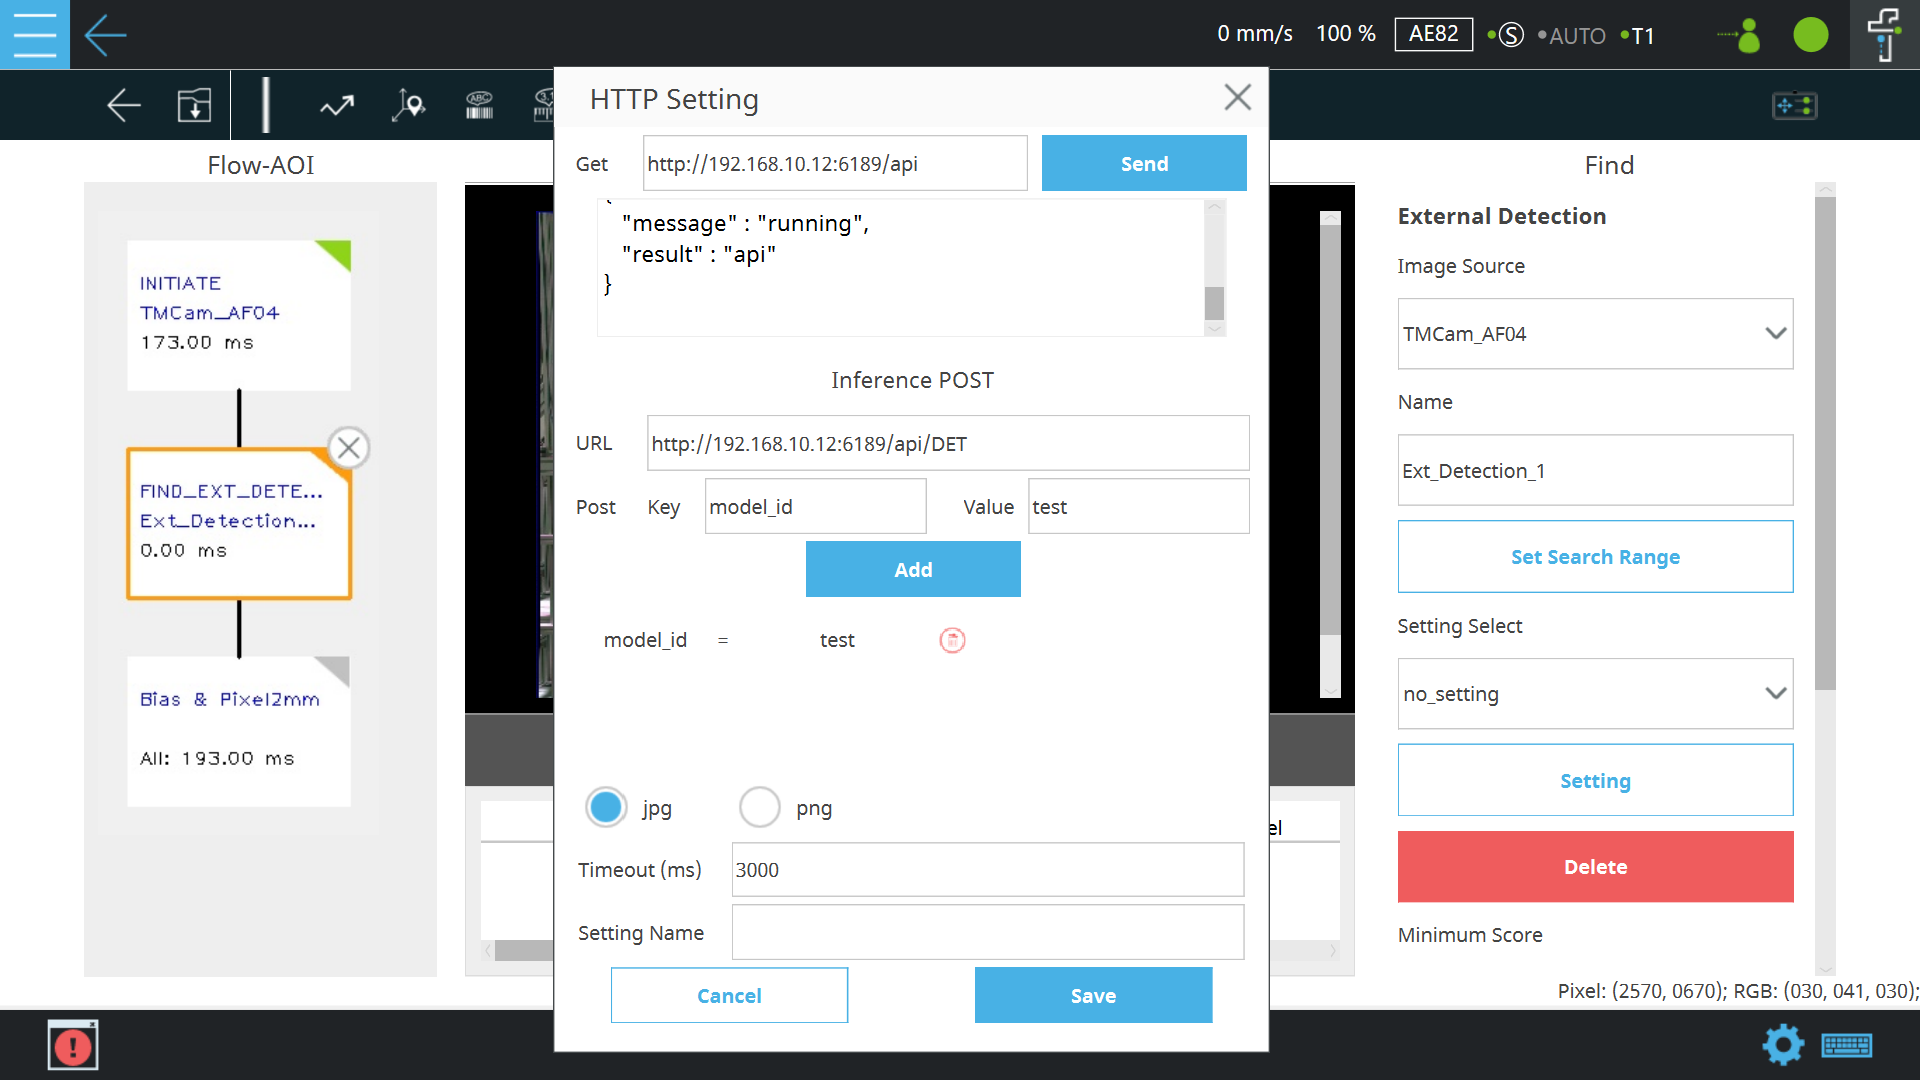 0 mm/s 100 % AE82 S AUTO T1
HTTP Setting
Flow-AOI
INITIATE
TMCam_AF04
173.00 ms
FIND_EXT_DETE...
Ext_Detection...
0.00 ms
Bias & Pixel2mm
All: 193.00 ms
Get http://192.168.10.12:6189/api Send
"message" : "running",
"result" : "api"
}
Inference POST
URL http://192.168.10.12:6189/api/DET
Post Key model_id Value test
Add
model_id = test
jpg png
Timeout (ms) 3000
Setting Name
Cancel Save
el
Find
External Detection
Image Source
TMCam_AF04
Name
Ext_Detection_1
Set Search Range
Setting Select
no_setting
Setting
Delete
Minimum Score
Pixel: (2570, 0670); RGB: (030, 041, 030);